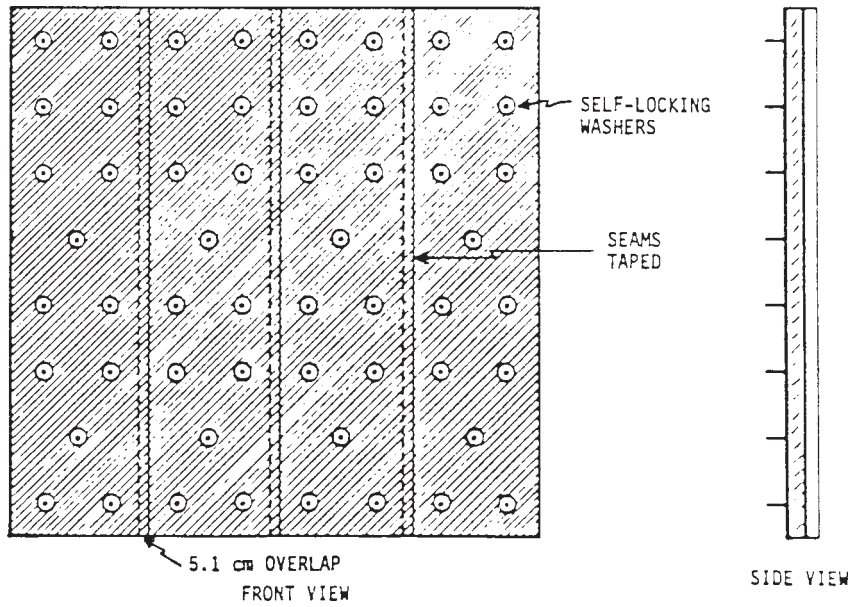 SELF-LOCKING
WASHERS
SEAMS
TAPED
5.1 cm OVERLAP
FRONT VIEW
SIDE VIEW